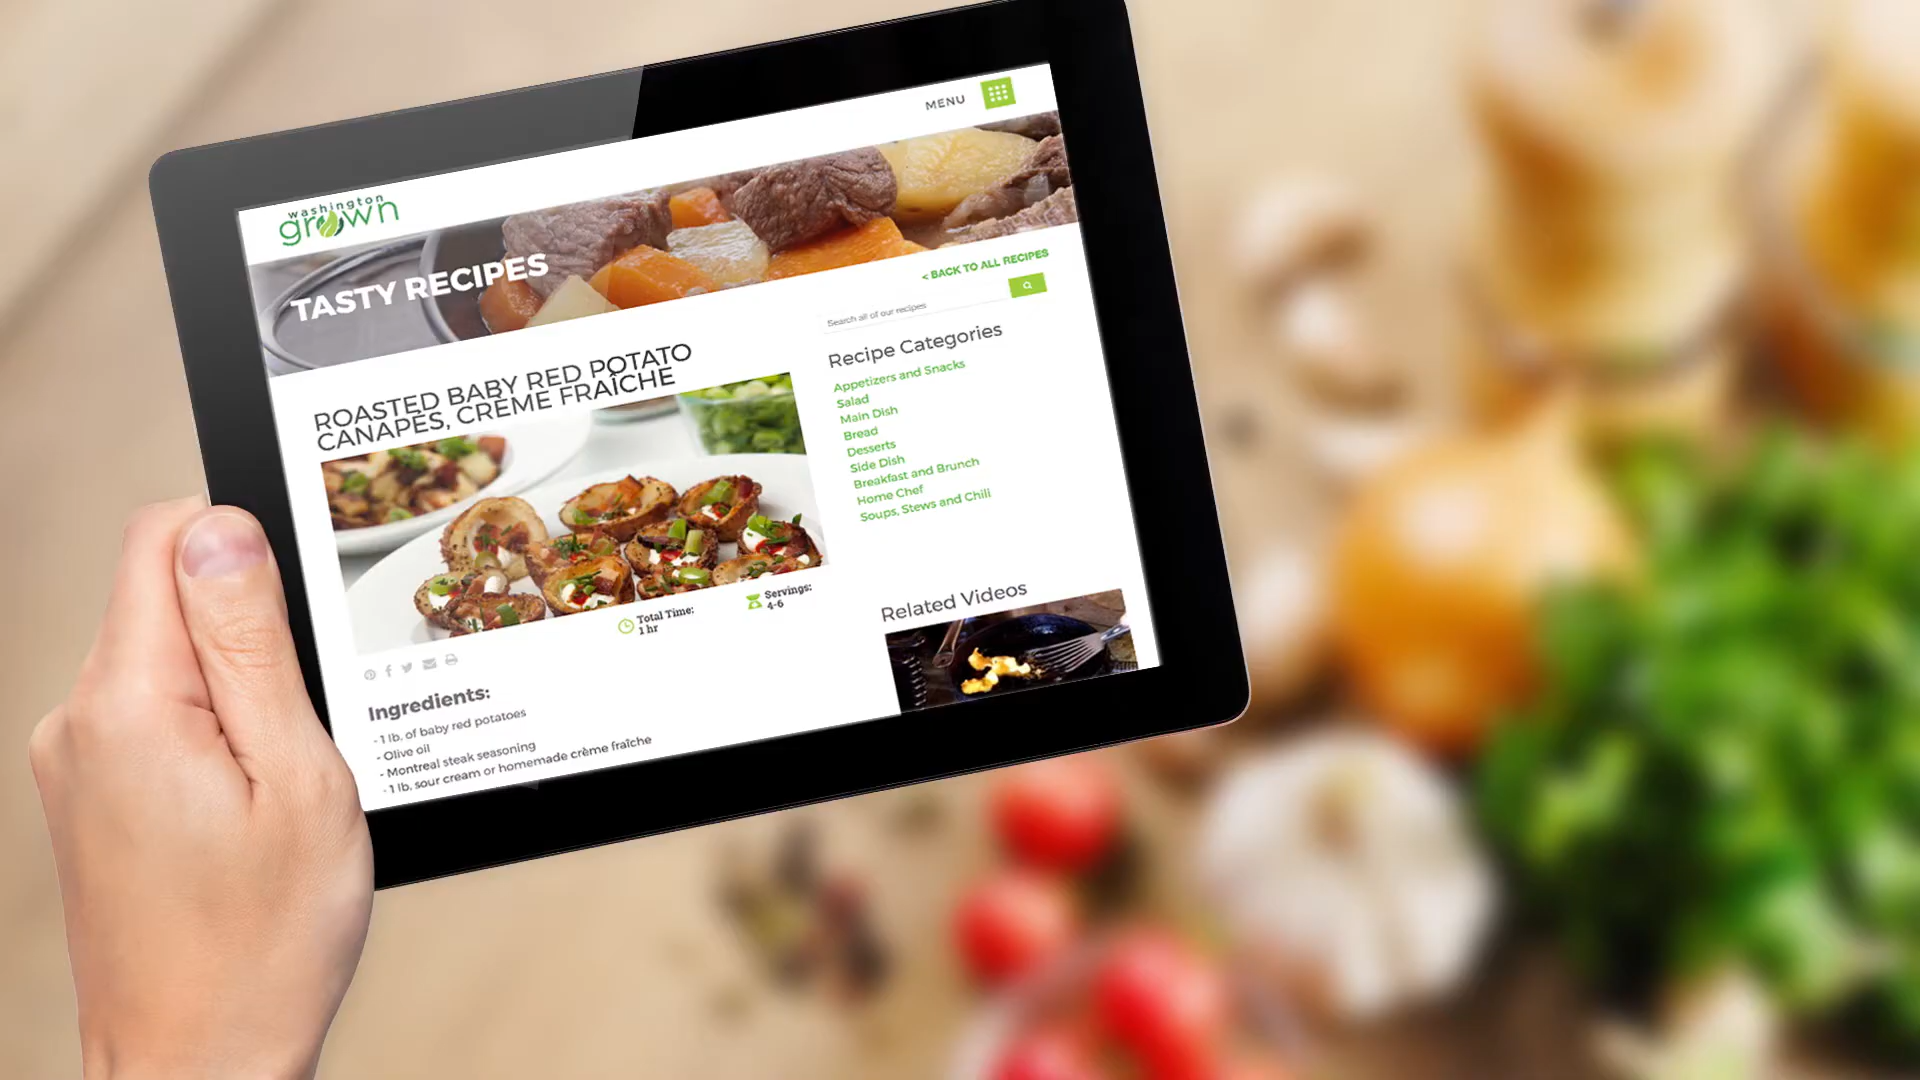 MENU
washington
grown
TASTY RECIPES
< BACK TO ALL RECIPES
Search all of our recipes
ROASTED BABY RED POTATO
CANAPES, CRÈME FRAÎCHE
Recipe Categories
Appetizers and Snacks
Salad
Main Dish
Bread
Desserts
Side Dish
Breakfast and Brunch
Home Chef
Soups, Stews and Chili
Total Time:
1 hr
Servings:
4-6
Related Videos
Ingredients:
- 1 lb. of baby red potatoes
- Olive oil
- Montreal steak seasoning
- 1 lb. sour cream or homemade crème fraîche